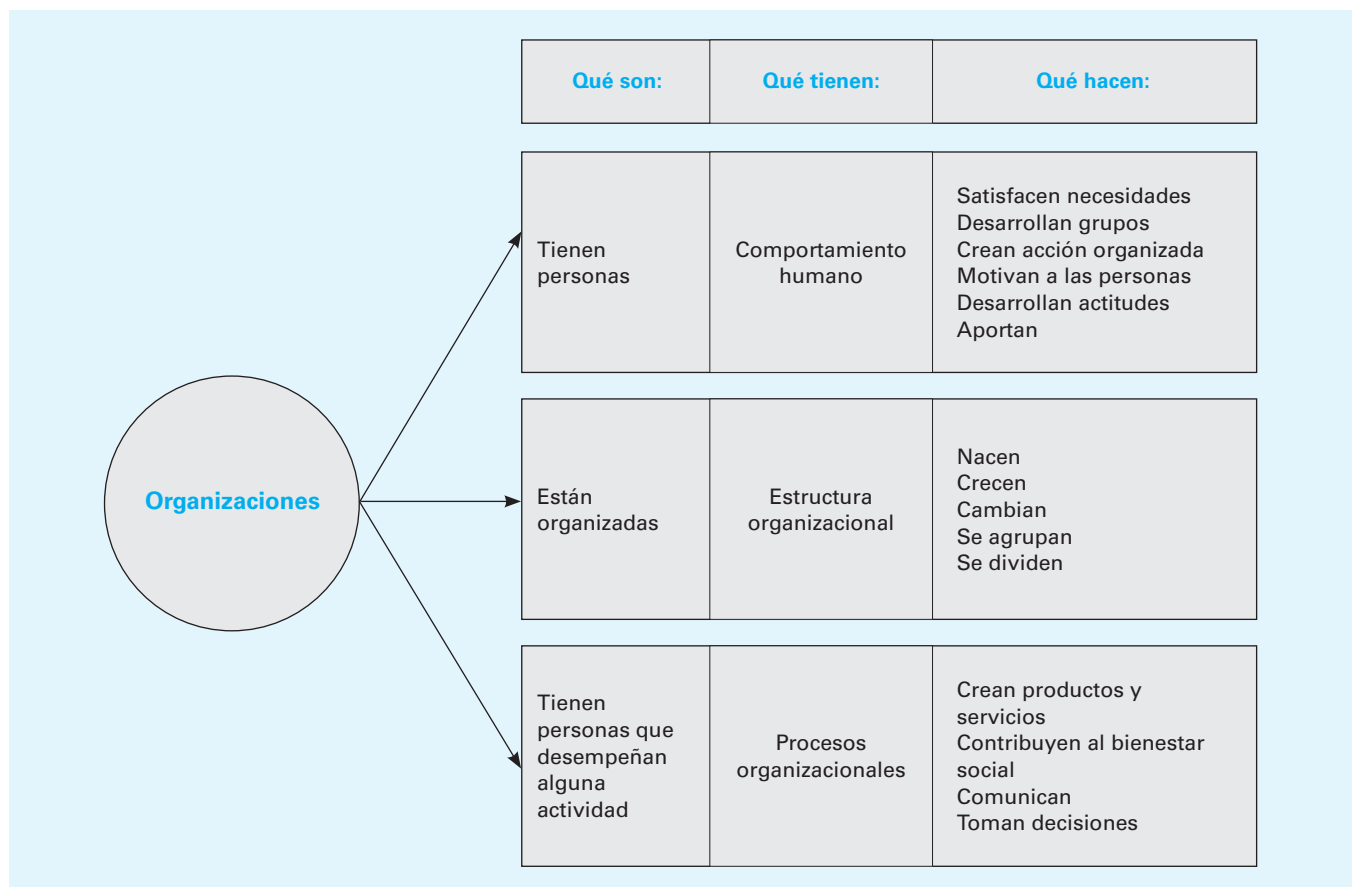 Qué son:
Qué tienen:
Qué hacen:
Tienen
personas
Comportamiento
humano
Satisfacen necesidades
Desarrollan grupos
Crean acción organizada
Motivan a las personas
Desarrollan actitudes
Aportan
Organizaciones
Están
organizadas
Estructura
organizacional
Nacen
Crecen
Cambian
Se agrupan
Se dividen
Tienen
personas que
desempeñan
alguna
actividad
Procesos
organizacionales
Crean productos y
servicios
Contribuyen al bienestar
social
Comunican
Toman decisiones